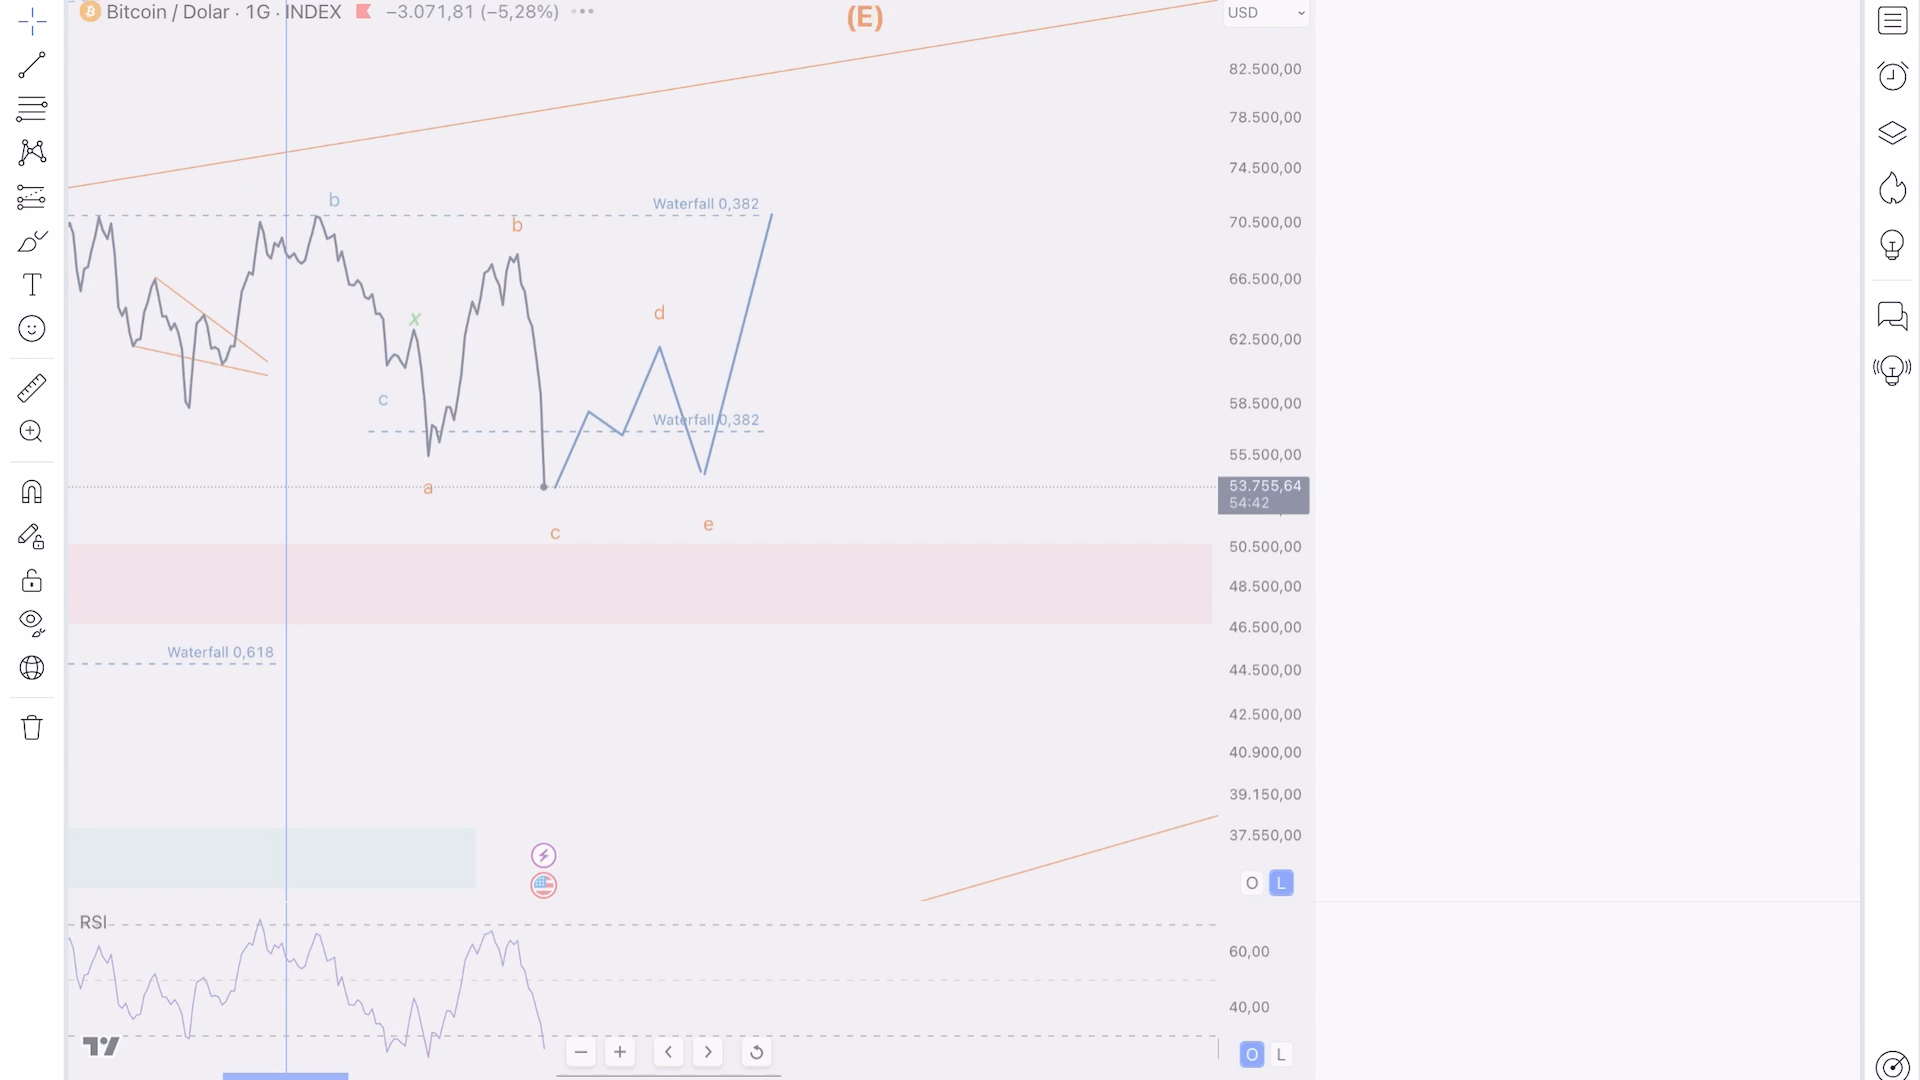 Bitcoin / Dolar · 1G · INDEX −3.071,81 (−5,28%)
(E)
USD
82.500,00
78.500,00
74.500,00
b
Waterfall 0,382
70.500,00
b
66.500,00
d
x
62.500,00
c
58.500,00
Waterfall 0,382
55.500,00
a
53.755,64
54:42
e
c
50.500,00
48.500,00
46.500,00
Waterfall 0,618
44.500,00
42.500,00
40.900,00
39.150,00
37.550,00
O L
RSI
60,00
40,00
O L